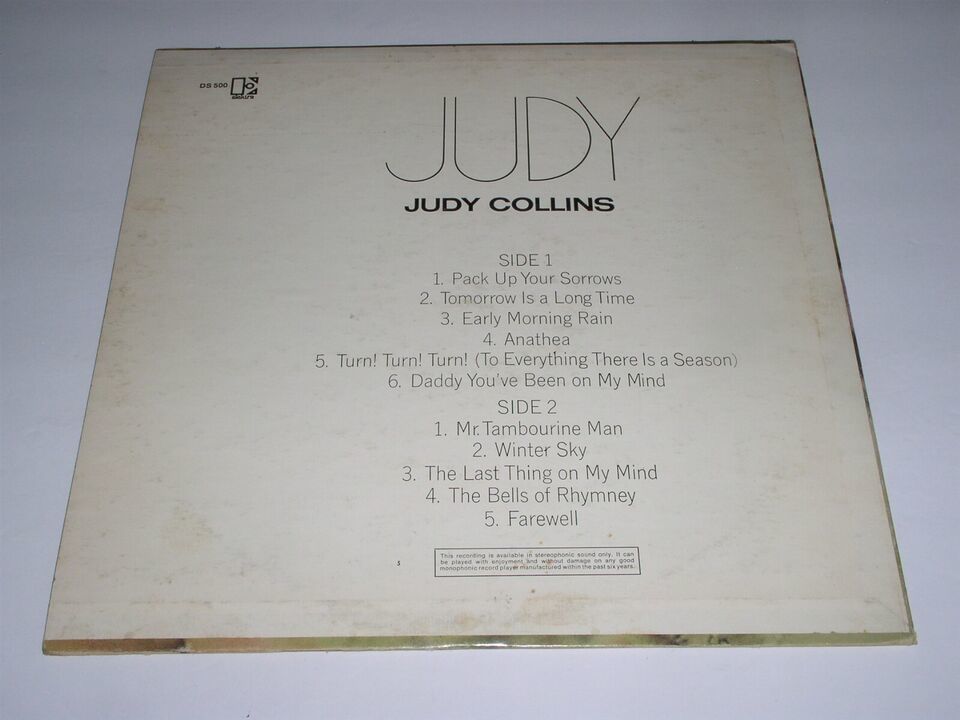 DS 500
elektra
JUDY
JUDY COLLINS
SIDE 1
1. Pack Up Your Sorrows
2. Tomorrow Is a Long Time
3. Early Morning Rain
4. Anathea
5. Turn! Turn! Turn! (To Everything There Is a Season)
6. Daddy You've Been on My Mind
SIDE 2
1. Mr. Tambourine Man
2. Winter Sky
3. The Last Thing on My Mind
4. The Bells of Rhymney
5. Farewell
This recording is available in stereophonic sound only. It can
be played with enjoyment and without damage on any good
monophonic record player manufactured within the past six years.
5